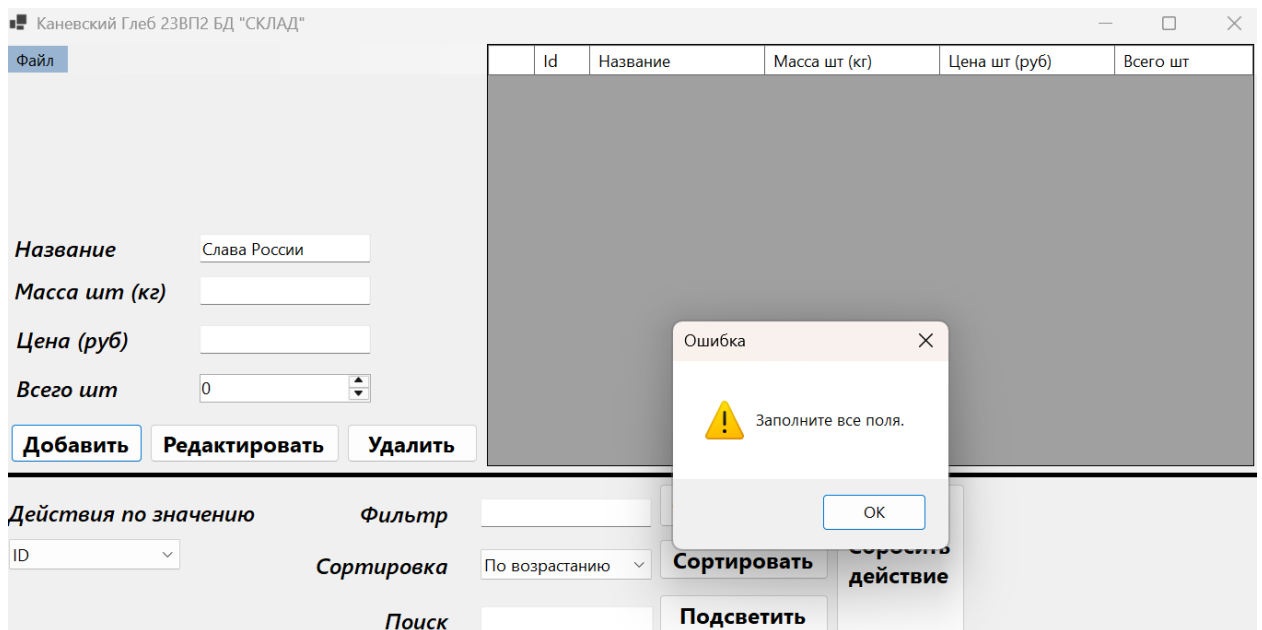 Каневский Глеб 23ВП2 БД "СКЛАД"
Файл
Id Название Масса шт (кг) Цена шт (руб) Всего шт
Название Слава России
Масса шт (кг)
Цена (руб)
Всего шт 0
Добавить Редактировать Удалить
Ошибка
Заполните все поля.
OK
Действия по значению
ID
Фильтр
Сортировка По возрастанию Сортировать
Сбросить
действие
Поиск Подсветить